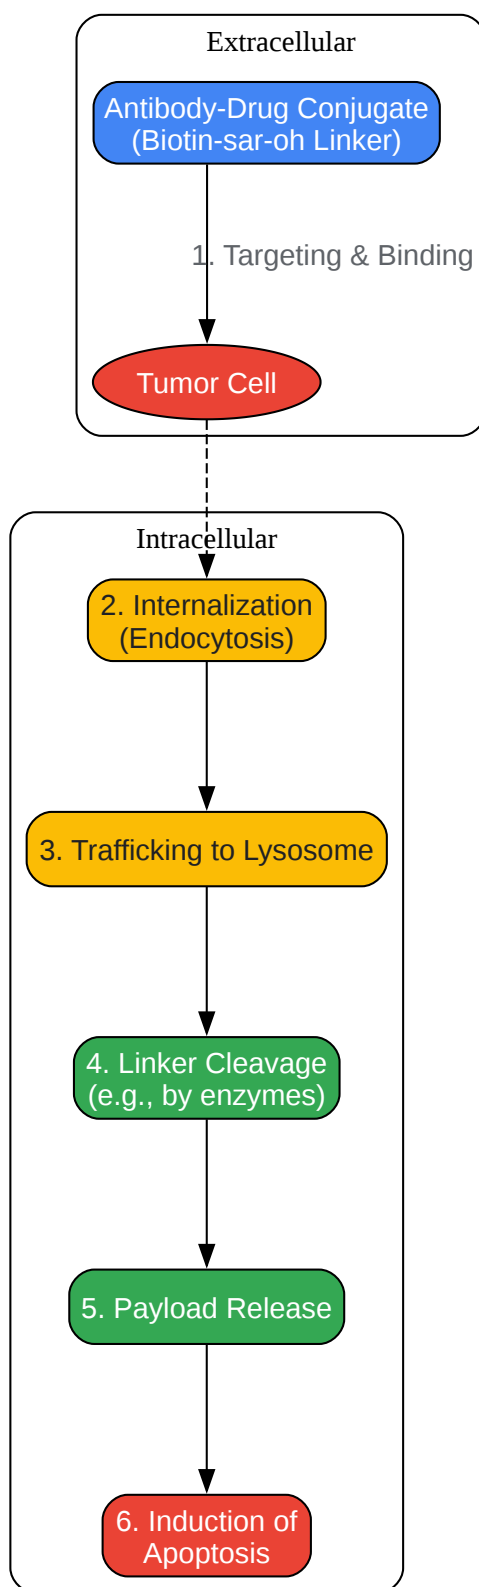 Extracellular
Antibody-Drug Conjugate
(Biotin-sar-oh Linker)
1. Targeting & Binding
Tumor Cell
Intracellular
2. Internalization
(Endocytosis)
3. Trafficking to Lysosome
4. Linker Cleavage
(e.g., by enzymes)
5. Payload Release
6. Induction of
Apoptosis